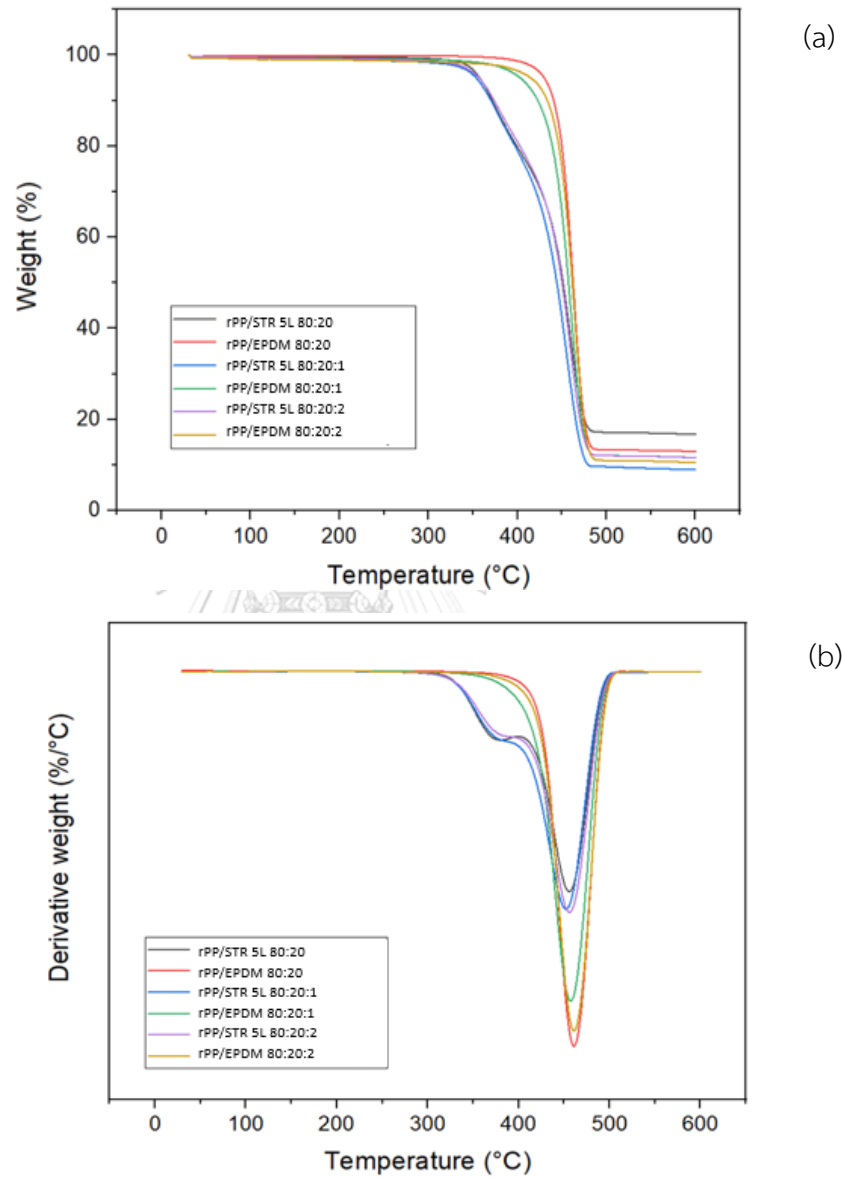 (a)
100
80
60
40
20
0
Weight (%)
rPP/STR 5L 80:20
rPP/EPDM 80:20
rPP/STR 5L 80:20:1
rPP/EPDM 80:20:1
rPP/STR 5L 80:20:2
rPP/EPDM 80:20:2
0 100 200 300 400 500 600
Temperature (°C)
(b)
Derivative weight (%/°C)
rPP/STR 5L 80:20
rPP/EPDM 80:20
rPP/STR 5L 80:20:1
rPP/EPDM 80:20:1
rPP/STR 5L 80:20:2
rPP/EPDM 80:20:2
0 100 200 300 400 500 600
Temperature (°C)